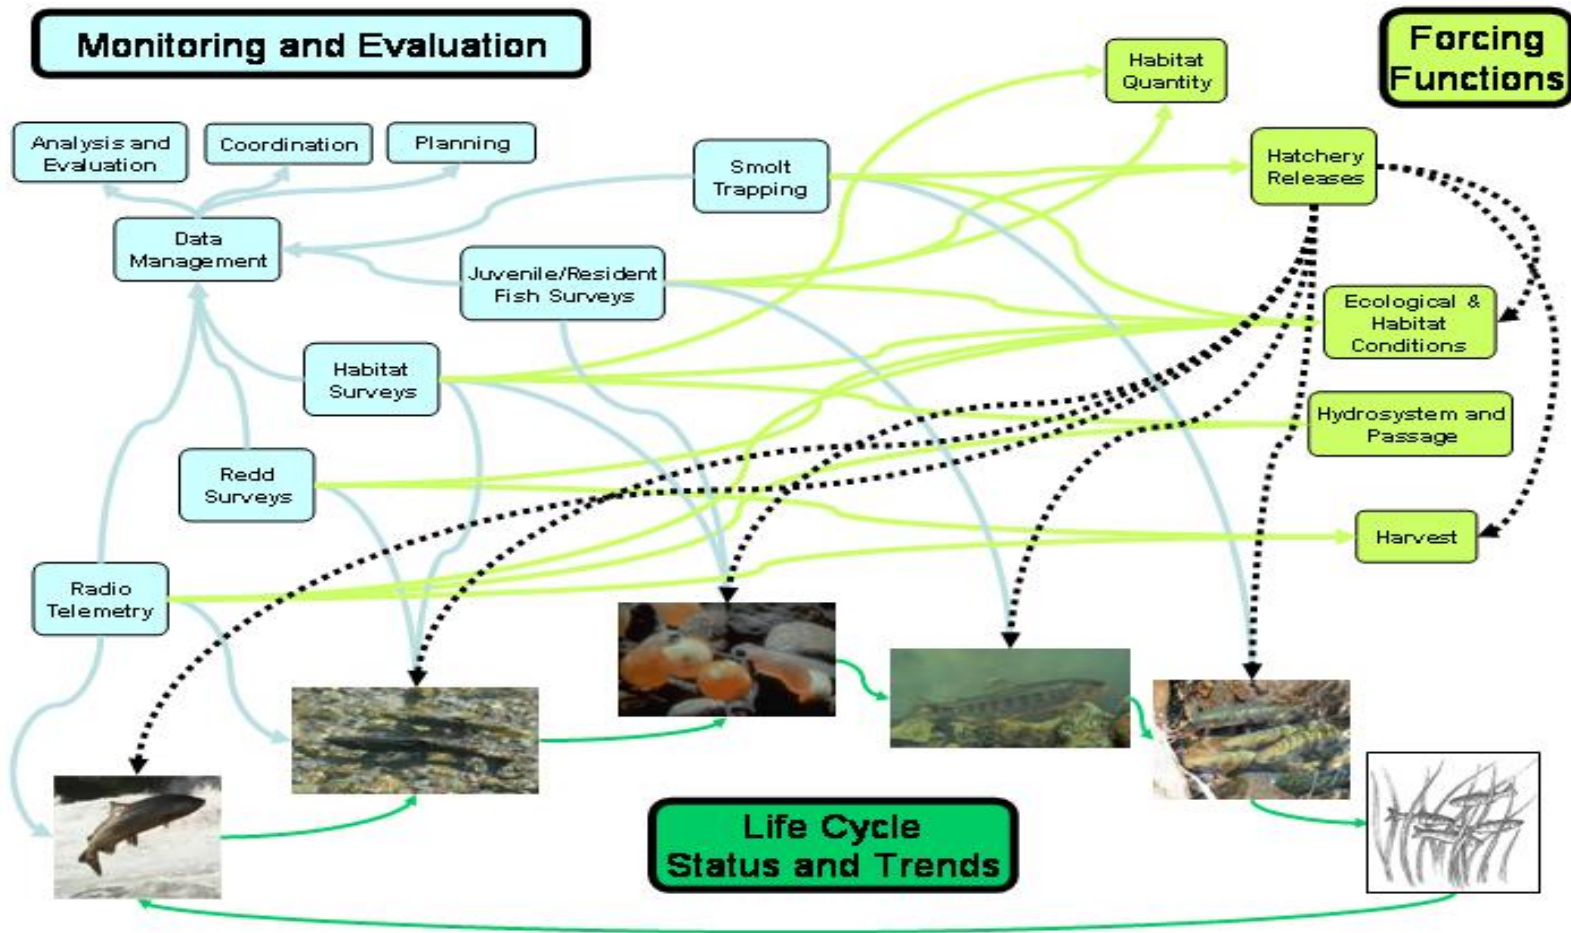 Monitoring and Evaluation
Forcing
Functions
Habitat
Quantity
Analysis and
Evaluation
Coordination
Planning
Smolt
Trapping
Hatchery
Releases
Data
Management
Juvenile/Resident
Fish Surveys
Ecological &
Habitat
Conditions
Habitat
Surveys
Hydrosystem and
Passage
Redd
Surveys
Harvest
Radio
Telemetry
Life Cycle
Status and Trends